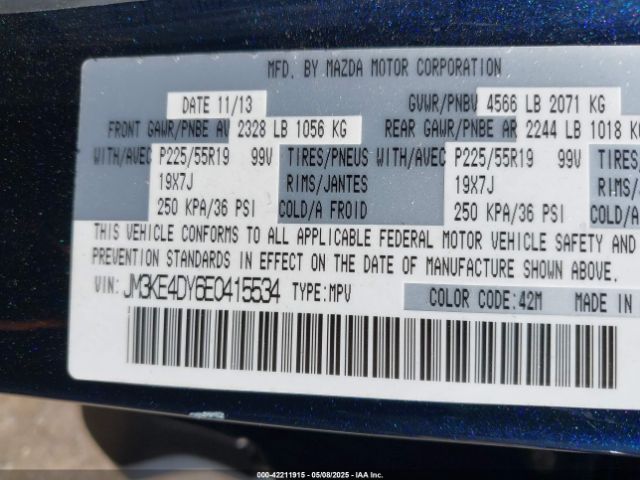 MFD. BY MAZDA MOTOR CORPORATION
DATE 11/13 GVWR/PNBV 4566 LB 2071 KG
FRONT GAWR/PNBE AV 2328 LB 1056 KG REAR GAWR/PNBE AR 2244 LB 1018 KG
WITH/AVEC P225/55R19 99V TIRES/PNEUS WITH/AVEC P225/55R19 99V TIRES/
19X7J RIMS/JANTES 19X7J RIMS/
250 KPA/36 PSI COLD/A FROID 250 KPA/36 PSI COLD/
THIS VEHICLE CONFORMS TO ALL APPLICABLE FEDERAL MOTOR VEHICLE SAFETY AND
PREVENTION STANDARDS IN EFFECT ON THE DATE OF MANUFACTURE SHOWN ABOVE.
VIN: JM3KE4DY6E0415534 TYPE: MPV COLOR CODE: 42M MADE IN
000-42211915 - 05/08/2025 - IAAI.com